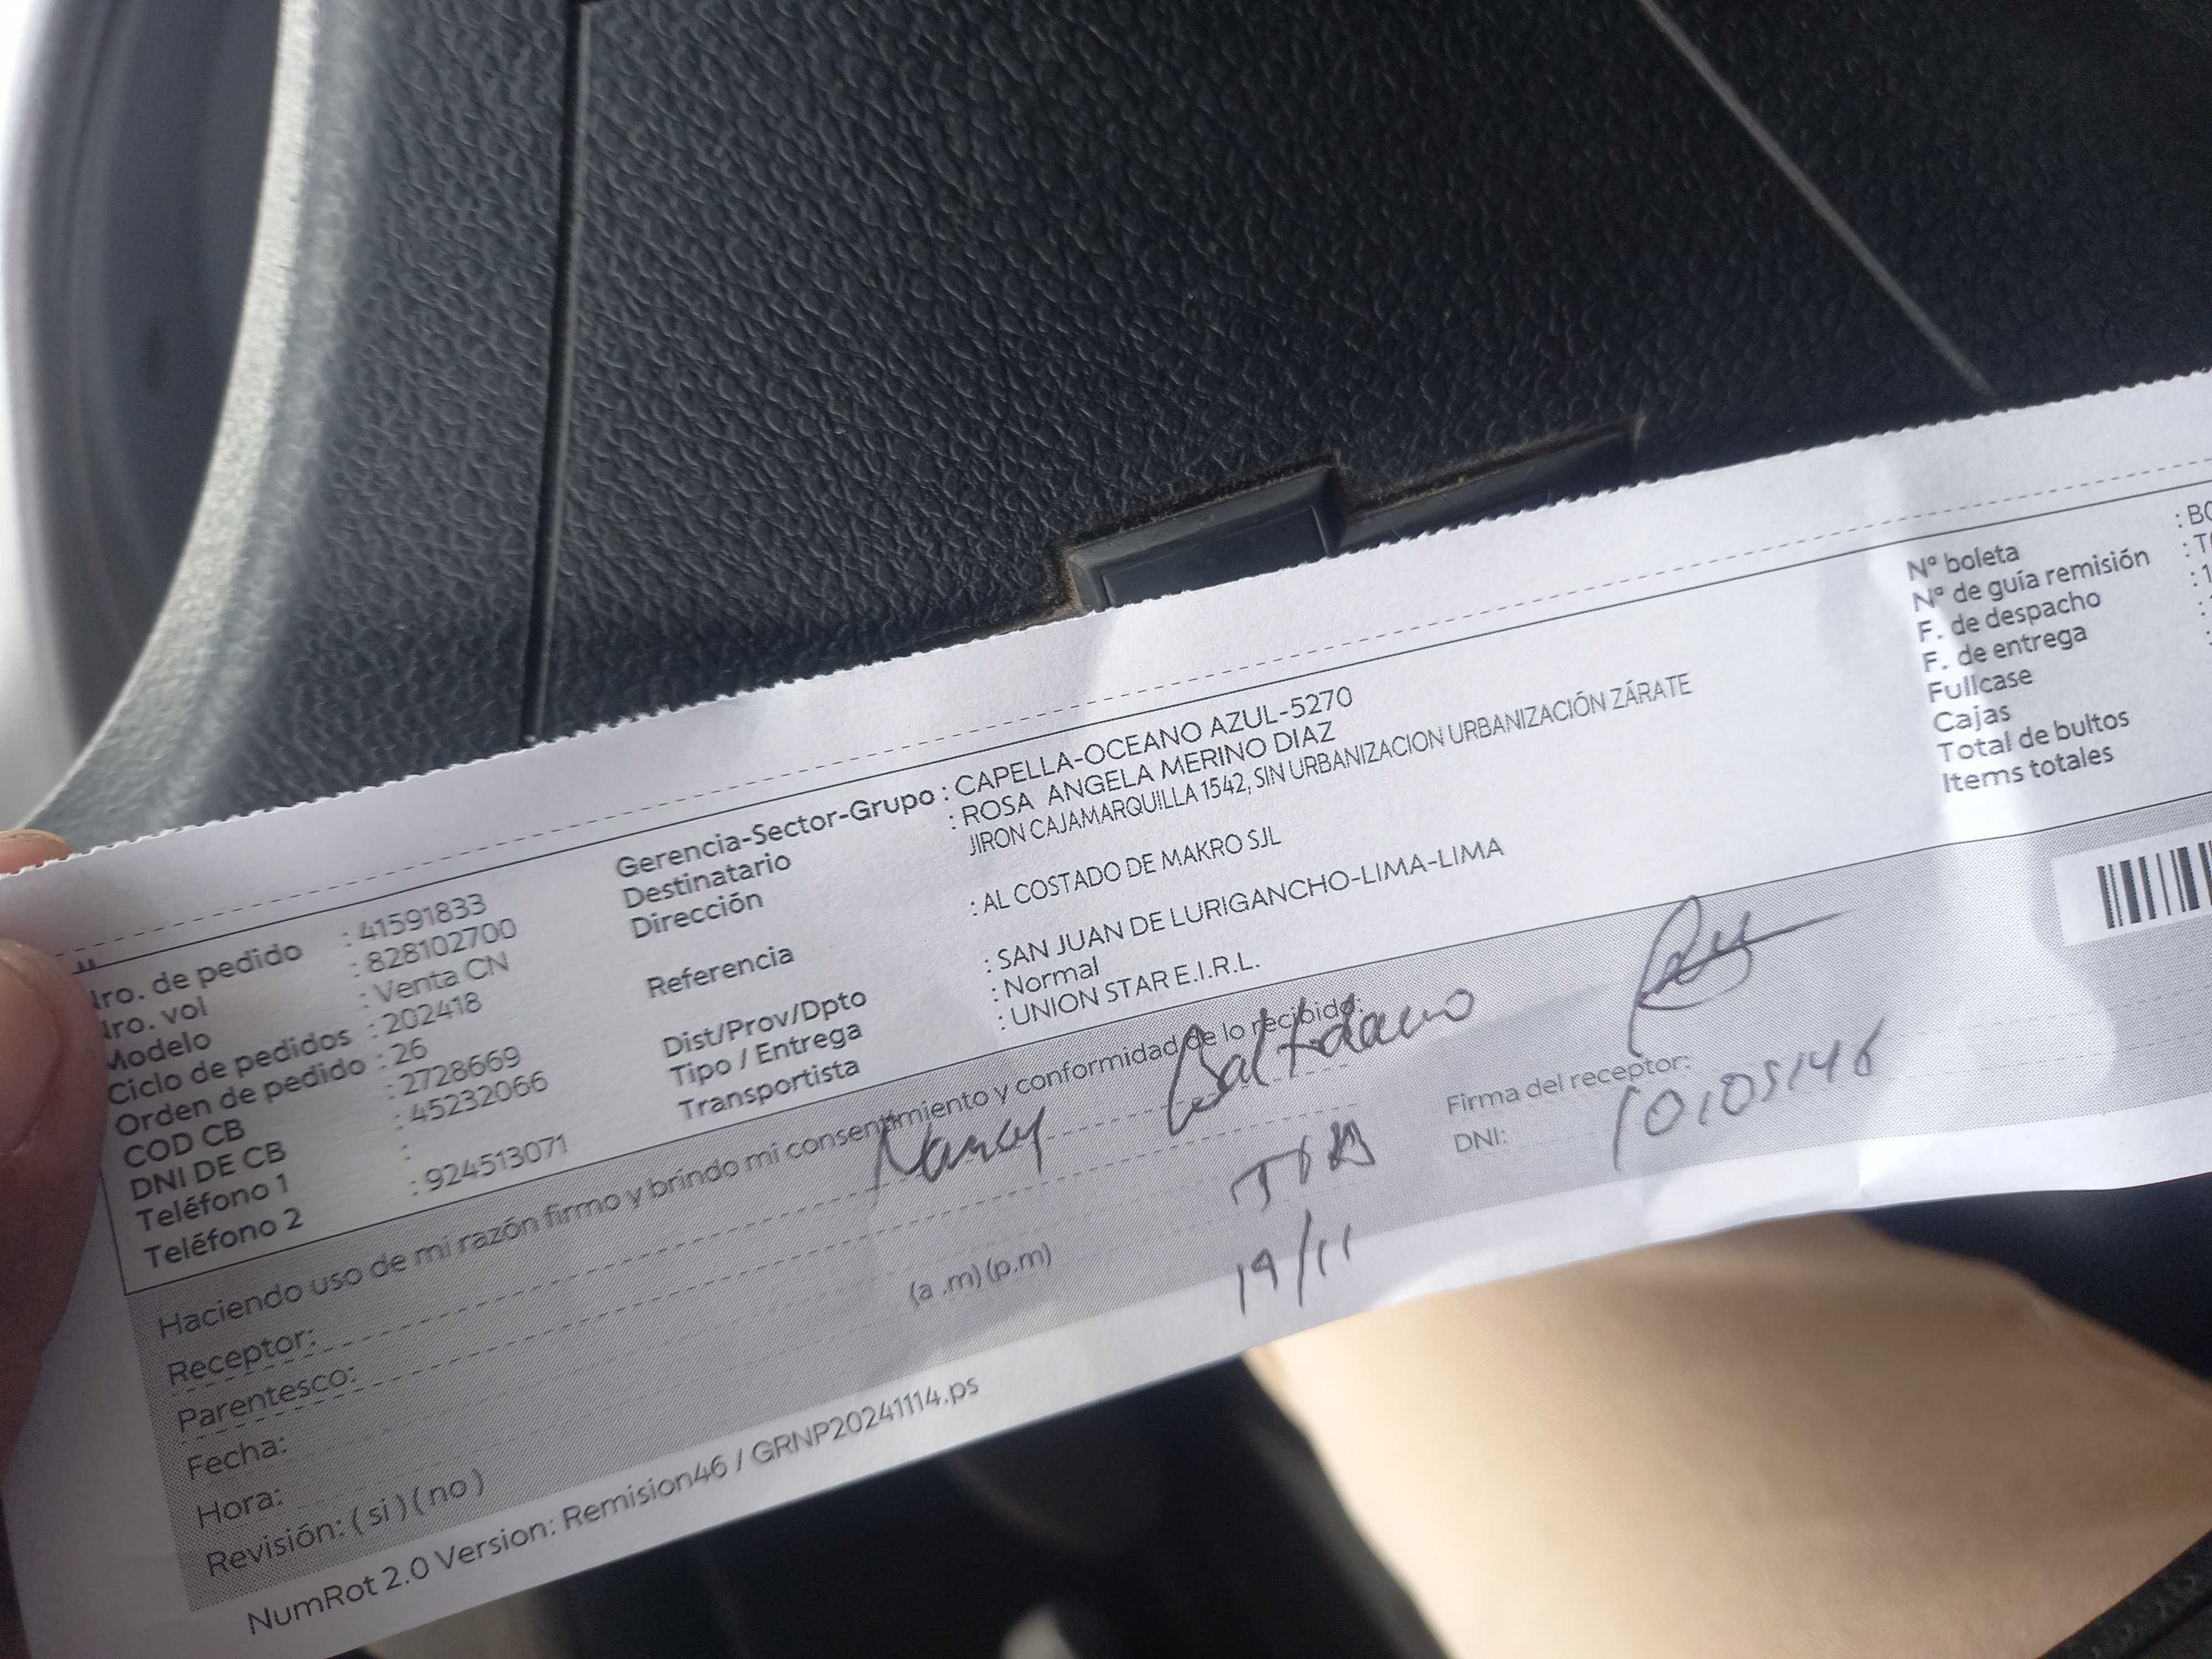 Nro. de pedido : 41591833
Nro. vol : 828102700
Modelo : Venta CN
Ciclo de pedidos : 202418
Orden de pedido : 26
COD CB : 2728669
DNI DE CB : 45232066
Teléfono 1 :
Teléfono 2 : 924513071
Gerencia-Sector-Grupo : CAPELLA-OCEANO AZUL-5270
Destinatario : ROSA ANGELA MERINO DIAZ
Dirección JIRON CAJAMARQUILLA 1542, SIN URBANIZACION URBANIZACIÓN ZÁRATE
Referencia : AL COSTADO DE MAKRO SJL
Dist/Prov/Dpto : SAN JUAN DE LURIGANCHO-LIMA-LIMA
Tipo / Entrega : Normal
Transportista : UNION STAR E.I.R.L.
N° boleta : BO
N° de guía remisión
F. de despacho
F. de entrega
Fullcase
Cajas
Total de bultos
Items totales
Haciendo uso de mi razón firmo y brindo mi consentimiento y conformidad de lo recibido:
Receptor: Nancy Baltodano
Parentesco:
Fecha: 19/11
Hora: (a .m) (p.m)
Revisión: ( si ) ( no )
Firma del receptor:
DNI: 10105146
NumRot 2.0 Version: Remision46 / GRNP20241114.ps